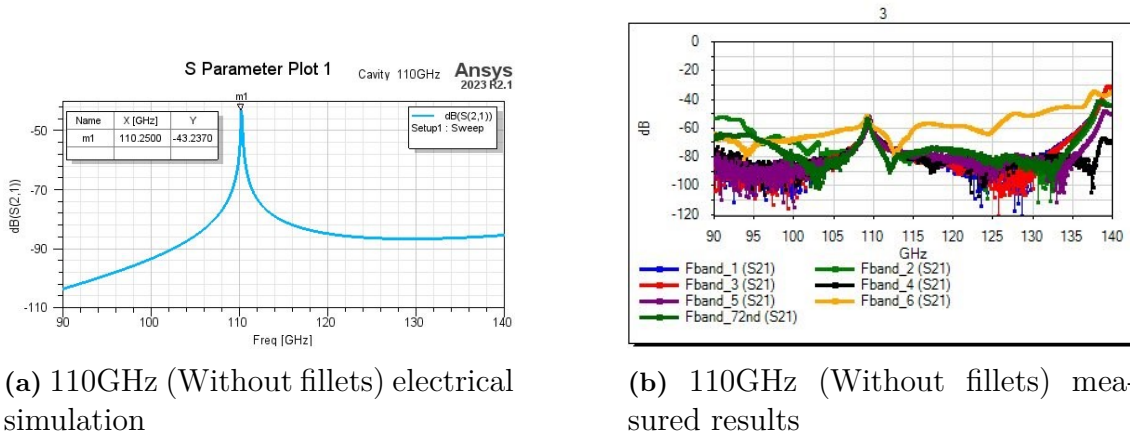 S Parameter Plot 1
Cavity 110GHz
Ansys
2023 R2.1
m1
Name X [GHz] Y
m1 110.2500 -43.2370
dB(S(2,1))
Setup1 : Sweep
dB(S(2,1))
-50
-70
-90
-110
90 100 110 120 130 140
Freq [GHz]
(a) 110GHz (Without fillets) electrical
simulation
3
0
-20
-40
-60
-80
-100
-120
dB
90 95 100 105 110 115 120 125 130 135 140
GHz
Fband_1 (S21) Fband_2 (S21)
Fband_3 (S21) Fband_4 (S21)
Fband_5 (S21) Fband_6 (S21)
Fband_72nd (S21)
(b) 110GHz (Without fillets) mea-
sured results